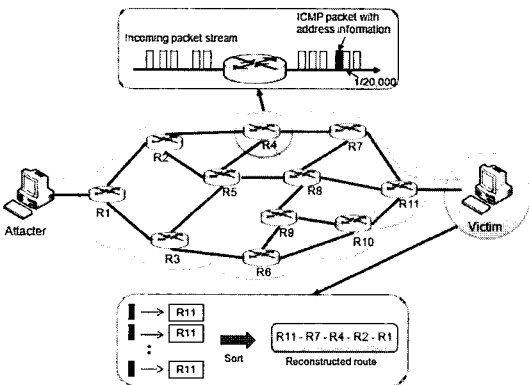 Incoming packet stream
ICMP packet with
address information
1/20,000
R2
R4
R7
R1
R5
R8
R11
Attacter
R9
R10
Victim
R3
R6
R11
R11
R11
Sort
R11 - R7 - R4 - R2 - R1
Reconstructed route